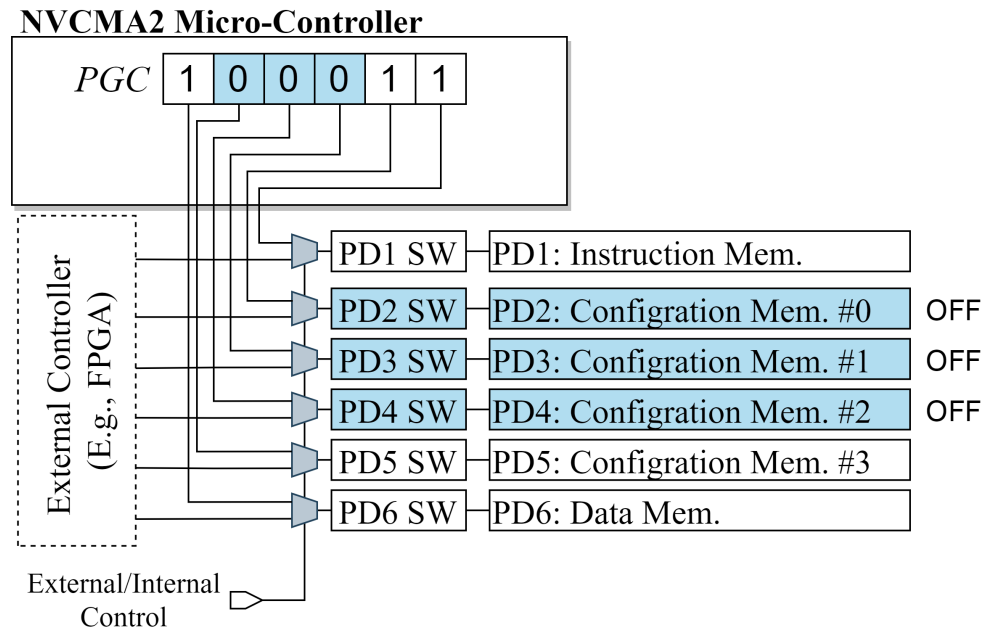 NVCMA2 Micro-Controller
PGC 1 0 0 0 1 1
External Controller
(E.g., FPGA)
PD1 SW PD1: Instruction Mem.
PD2 SW PD2: Configration Mem. #0 OFF
PD3 SW PD3: Configration Mem. #1 OFF
PD4 SW PD4: Configration Mem. #2 OFF
PD5 SW PD5: Configration Mem. #3
PD6 SW PD6: Data Mem.
External/Internal
Control